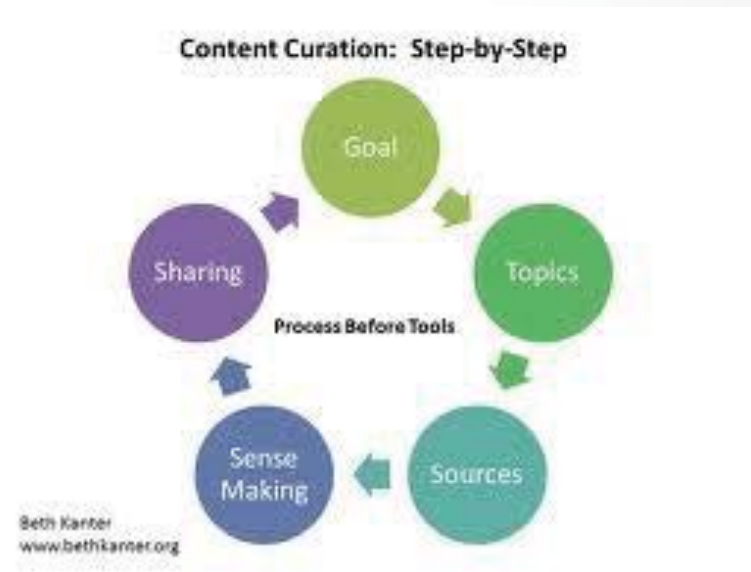 Content Curation: Step-by-Step
Goal
Topics
Sources
Sense
Making
Sharing
Process Before Tools
Beth Kanter
www.bethkanter.org